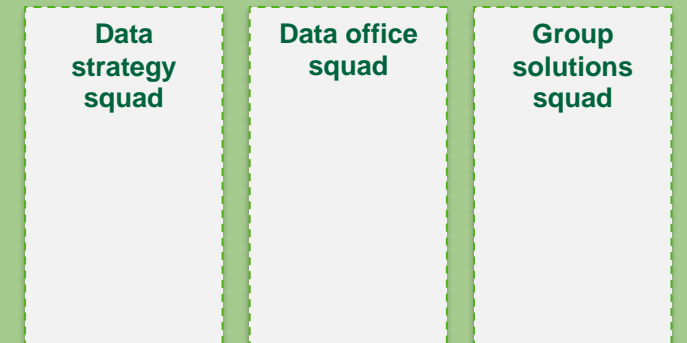 Data
strategy
squad
Data office
squad
Group
solutions
squad